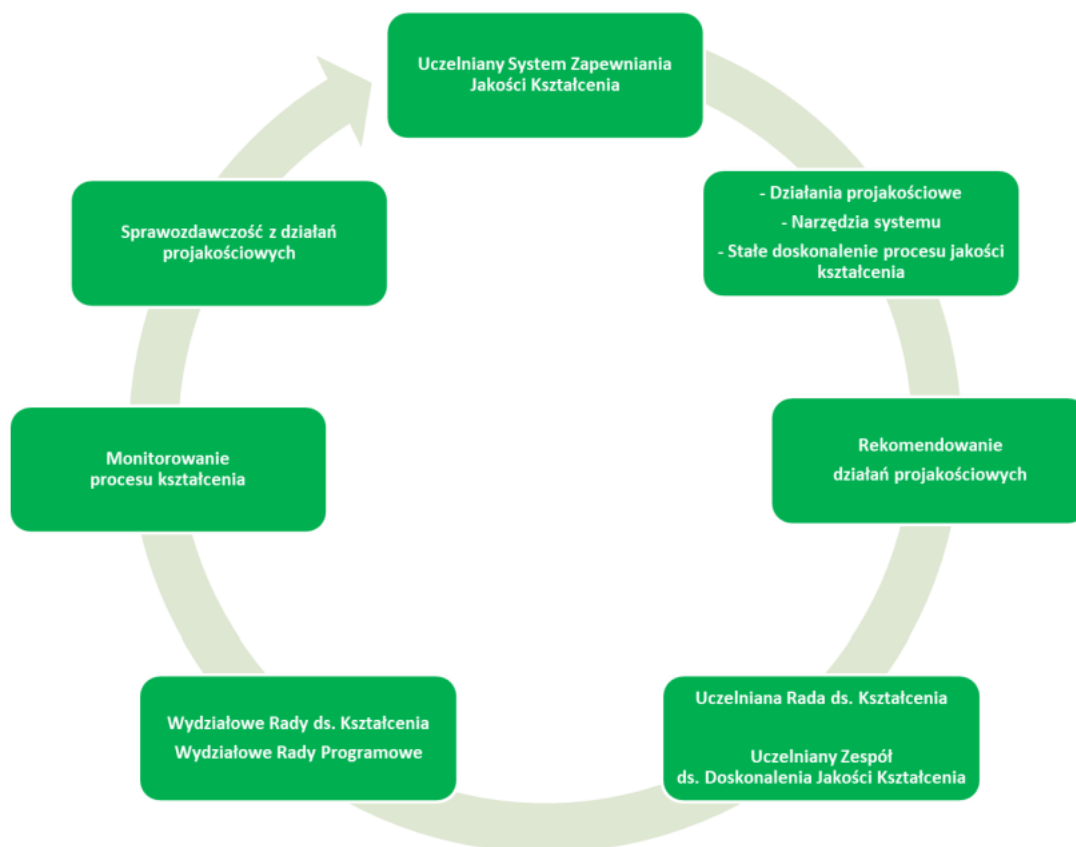 Uczelniany System Zapewniania
Jakości Kształcenia
- Działania projakościowe
- Narzędzia systemu
- Stałe doskonalenie procesu jakości
kształcenia
Rekomendowanie
działań projakościowych
Uczelniana Rada ds. Kształcenia
Uczelniany Zespół
ds. Doskonalenia Jakości Kształcenia
Wydziałowe Rady ds. Kształcenia
Wydziałowe Rady Programowe
Monitorowanie
procesu kształcenia
Sprawozdawczość z działań
projakościowych